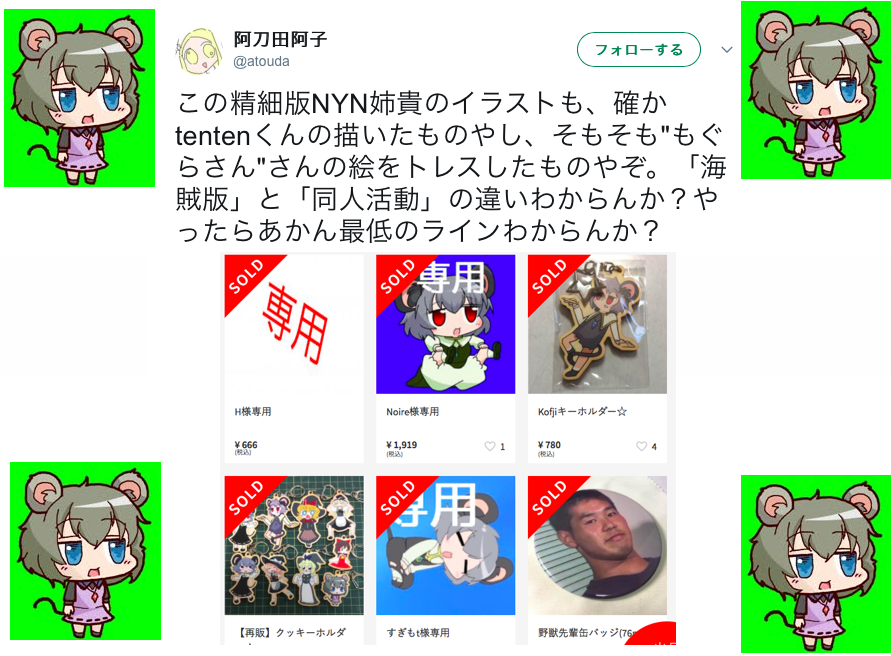 阿刀田阿子
@atouda
フォローする
この精細版NYN姉貴のイラストも、確か
tentenくんの描いたものやし、そもそも"もぐ
らさん"さんの絵をトレスしたものやぞ。「海
賊版」と「同人活動」の違いわからんか？や
ったらあかん最低のラインわからんか？
SOLD
専用
H様専用
¥ 666
(税込)
SOLD
専用
Noire様専用
¥ 1,919
(税込)
1
SOLD
Kofjiキーホルダー☆
¥ 780
(税込)
4
SOLD
【再販】クッキーホルダ
SOLD
専用
すぎもt様専用
SOLD
野獣先輩缶バッジ(76